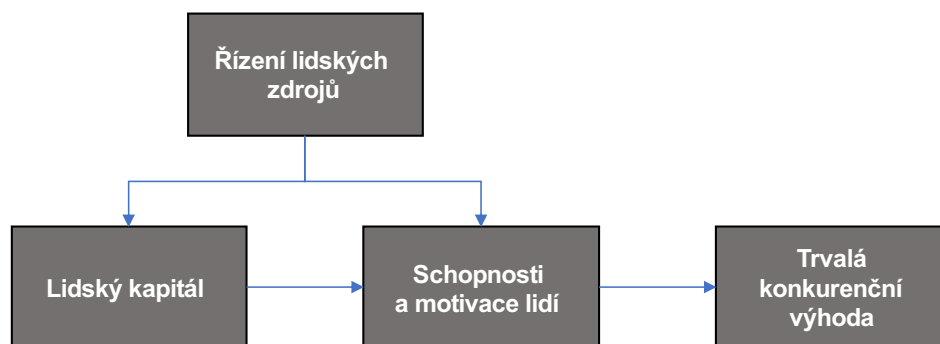 Řízení lidských
zdrojů
Lidský kapitál
Schopnosti
a motivace lidí
Trvalá
konkurenční
výhoda